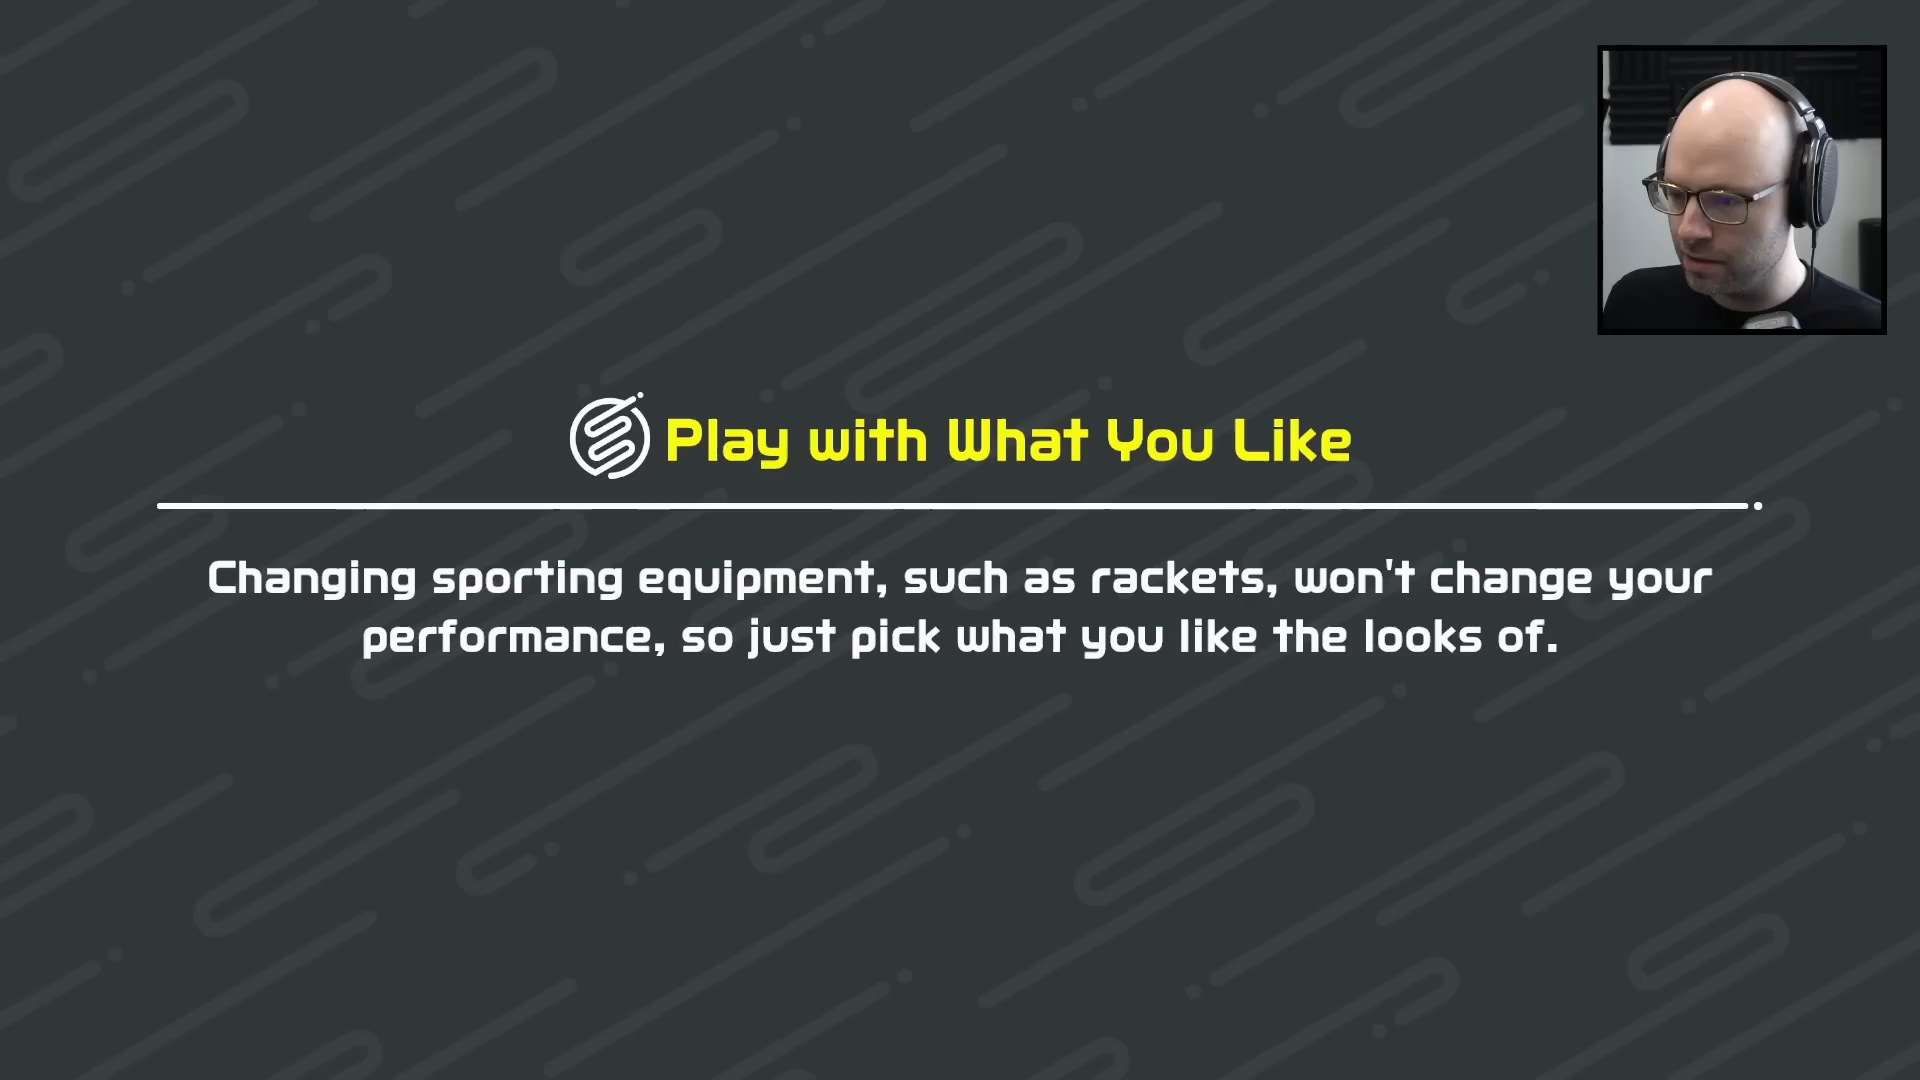 Play with What You Like
Changing sporting equipment, such as rackets, won't change your
performance, so just pick what you like the looks of.